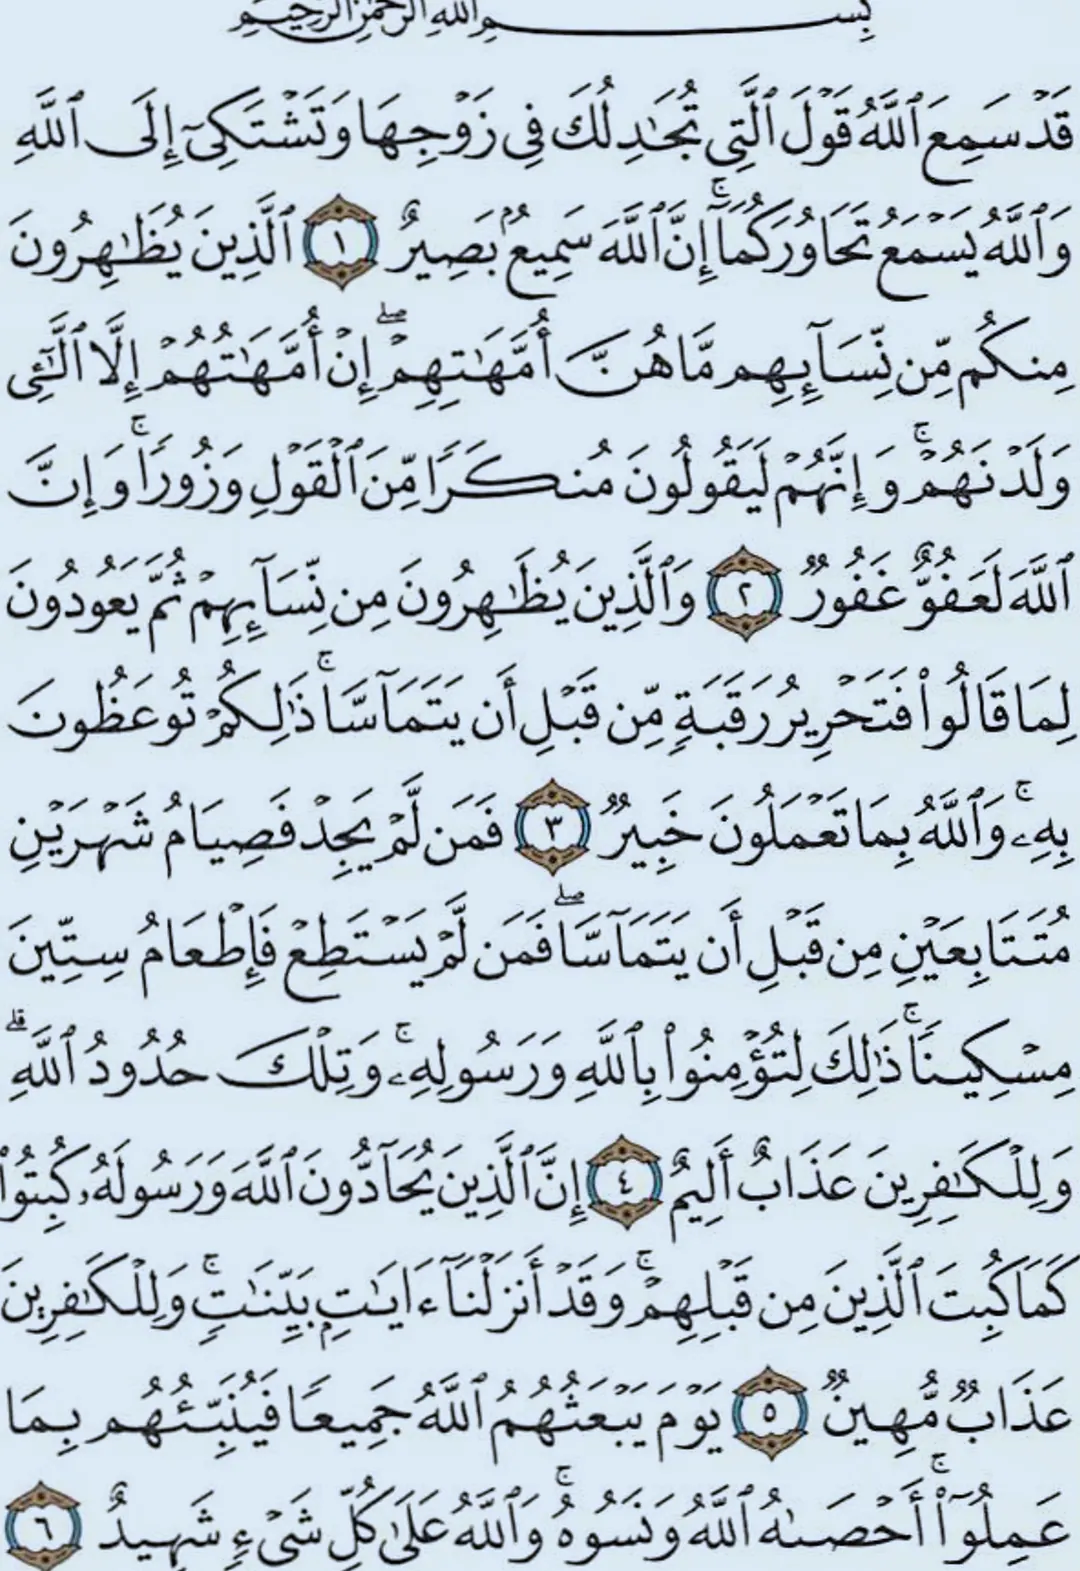 بِسْمِ ٱللَّهِ ٱلرَّحْمَٰنِ ٱلرَّحِيمِ
قَدْ سَمِعَ ٱللَّهُ قَوْلَ ٱلَّتِي تُجَٰدِلُكَ فِي زَوْجِهَا وَتَشْتَكِيٓ إِلَى ٱللَّهِ
وَٱللَّهُ يَسْمَعُ تَحَاوُرَكُمَآۚ إِنَّ ٱللَّهَ سَمِيعُۢ بَصِيرٌ ١ ٱلَّذِينَ يُظَٰهِرُونَ
مِنكُم مِّن نِّسَآئِهِم مَّا هُنَّ أُمَّهَٰتِهِمْۖ إِنْ أُمَّهَٰتُهُمْ إِلَّا ٱلَّٰٓـِٔي
وَلَدْنَهُمْۚ وَإِنَّهُمْ لَيَقُولُونَ مُنكَرًا مِّنَ ٱلْقَوْلِ وَزُورًاۚ وَإِنَّ
ٱللَّهَ لَعَفُوٌّ غَفُورٌ ٢ وَٱلَّذِينَ يُظَٰهِرُونَ مِن نِّسَآئِهِمْ ثُمَّ يَعُودُونَ
لِمَا قَالُوا۟ فَتَحْرِيرُ رَقَبَةٍ مِّن قَبْلِ أَن يَتَمَآسَّاۚ ذَٰلِكُمْ تُوعَظُونَ
بِهِۦۚ وَٱللَّهُ بِمَا تَعْمَلُونَ خَبِيرٌ ٣ فَمَن لَّمْ يَجِدْ فَصِيَامُ شَهْرَيْنِ
مُتَتَابِعَيْنِ مِن قَبْلِ أَن يَتَمَآسَّاۖ فَمَن لَّمْ يَسْتَطِعْ فَإِطْعَامُ سِتِّينَ
مِسْكِينًاۚ ذَٰلِكَ لِتُؤْمِنُوا۟ بِٱللَّهِ وَرَسُولِهِۦۚ وَتِلْكَ حُدُودُ ٱللَّهِۗ
وَلِلْكَٰفِرِينَ عَذَابٌ أَلِيمٌ ٤ إِنَّ ٱلَّذِينَ يُحَآدُّونَ ٱللَّهَ وَرَسُولَهُۥ كُبِتُوا۟
كَمَا كُبِتَ ٱلَّذِينَ مِن قَبْلِهِمْۚ وَقَدْ أَنزَلْنَآ ءَايَٰتِۭ بَيِّنَٰتٍۚ وَلِلْكَٰفِرِينَ
عَذَابٌ مُّهِينٌ ٥ يَوْمَ يَبْعَثُهُمُ ٱللَّهُ جَمِيعًا فَيُنَبِّئُهُم بِمَا
عَمِلُوٓا۟ۚ أَحْصَىٰهُ ٱللَّهُ وَنَسُوهُۚ وَٱللَّهُ عَلَىٰ كُلِّ شَيْءٍ شَهِيدٌ ٦